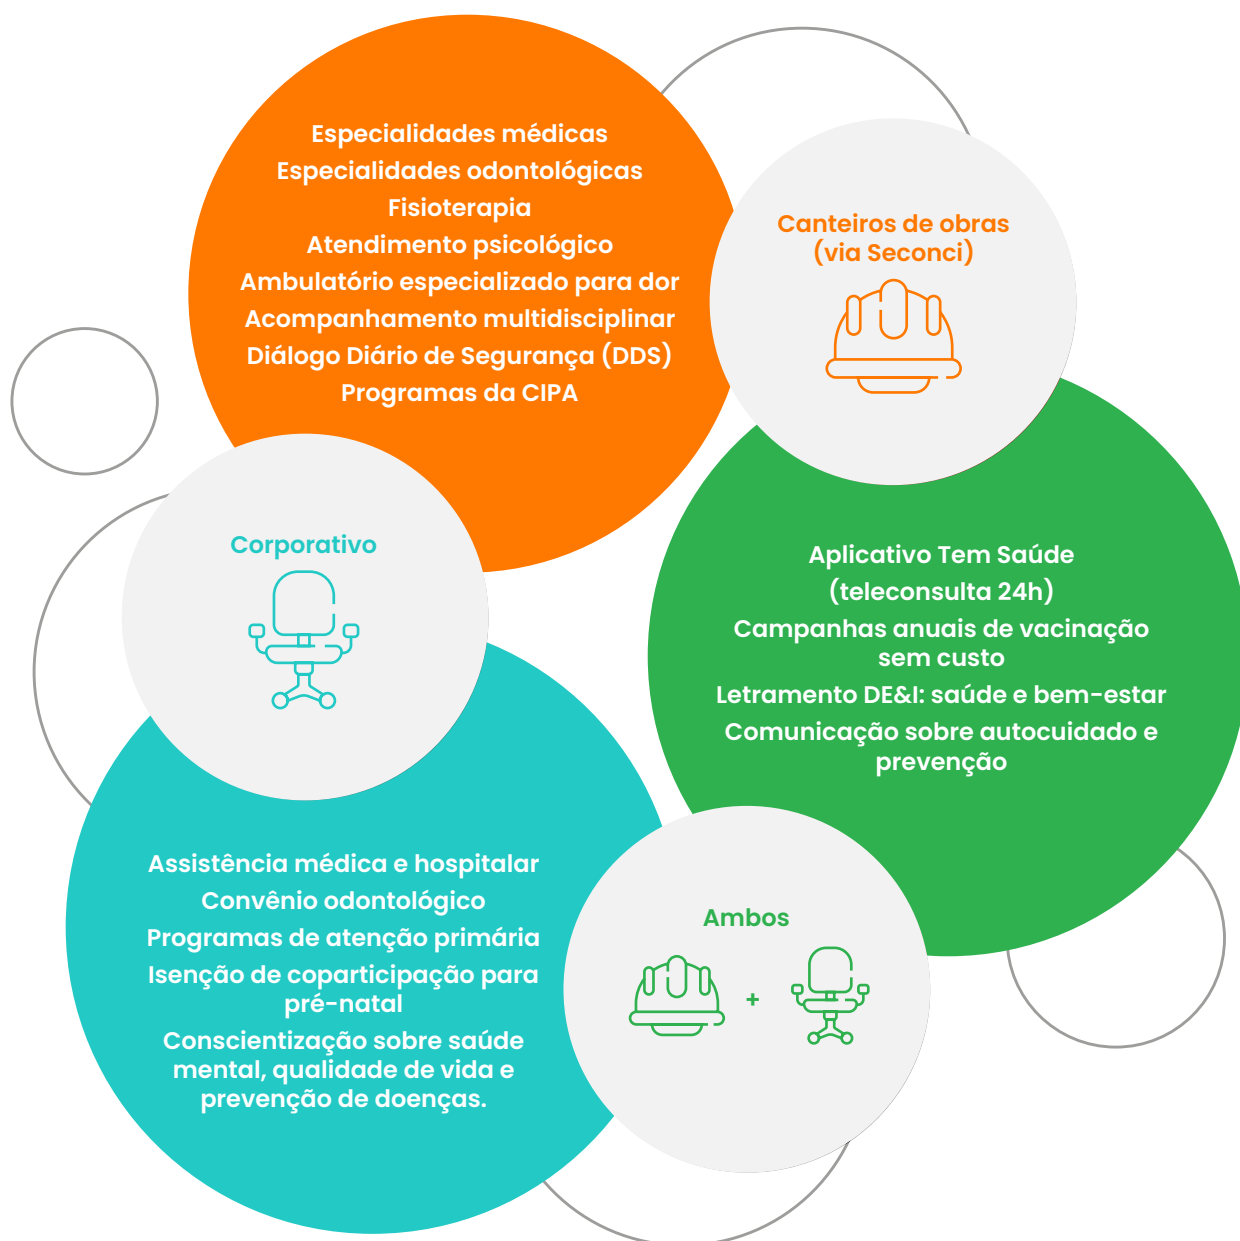 Especialidades médicas
Especialidades odontológicas
Fisioterapia
Atendimento psicológico
Ambulatório especializado para dor
Acompanhamento multidisciplinar
Diálogo Diário de Segurança (DDS)
Programas da CIPA
Canteiros de obras
(via Seconci)
Corporativo
Aplicativo Tem Saúde
(teleconsulta 24h)
Campanhas anuais de vacinação
sem custo
Letramento DE&I: saúde e bem-estar
Comunicação sobre autocuidado e
prevenção
Assistência médica e hospitalar
Convênio odontológico
Programas de atenção primária
Isenção de coparticipação para
pré-natal
Conscientização sobre saúde
mental, qualidade de vida e
prevenção de doenças.
Ambos
+